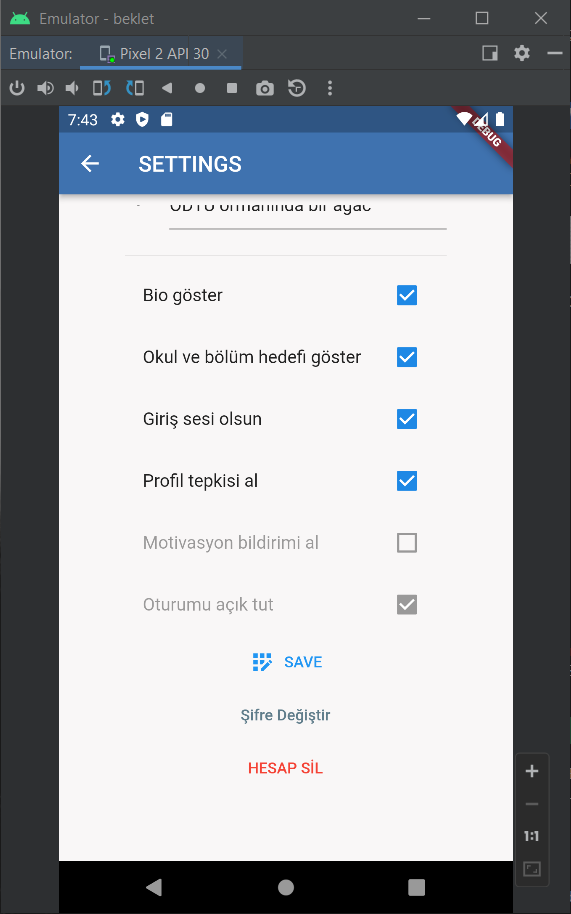 Emulator - beklet
Emulator: Pixel 2 API 30
7:43
DEBUG
SETTINGS
ODTÜ ormanında bir ağaç
Bio göster
Okul ve bölüm hedefi göster
Giriş sesi olsun
Profil tepkisi al
Motivasyon bildirimi al
Oturumu açık tut
SAVE
Şifre Değiştir
HESAP SİL
1:1